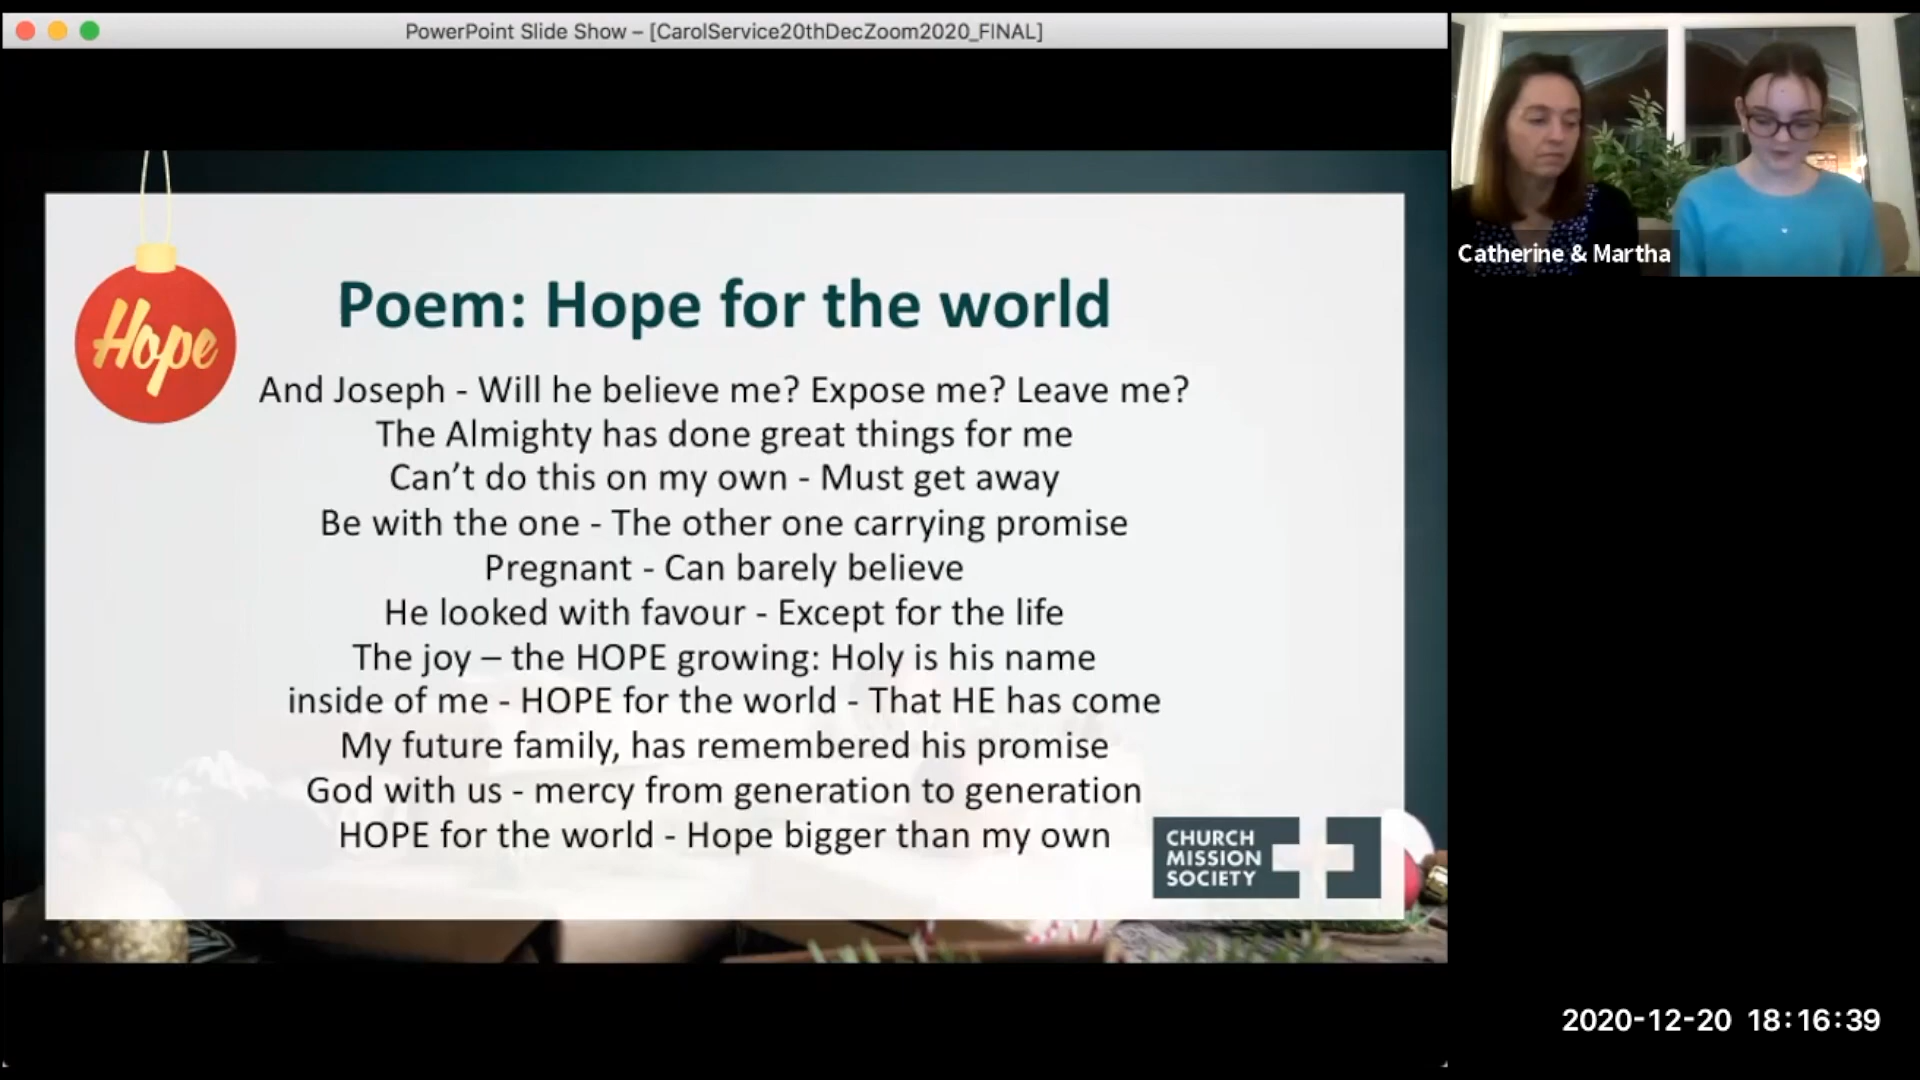 PowerPoint Slide Show – [CarolService20thDecZoom2020_FINAL]
Catherine & Martha
Hope
Poem: Hope for the world
And Joseph - Will he believe me? Expose me? Leave me?
The Almighty has done great things for me
Can’t do this on my own - Must get away
Be with the one - The other one carrying promise
Pregnant - Can barely believe
He looked with favour - Except for the life
The joy – the HOPE growing: Holy is his name
inside of me - HOPE for the world - That HE has come
My future family, has remembered his promise
God with us - mercy from generation to generation
HOPE for the world - Hope bigger than my own
CHURCH
MISSION
SOCIETY
2020-12-20 18:16:39